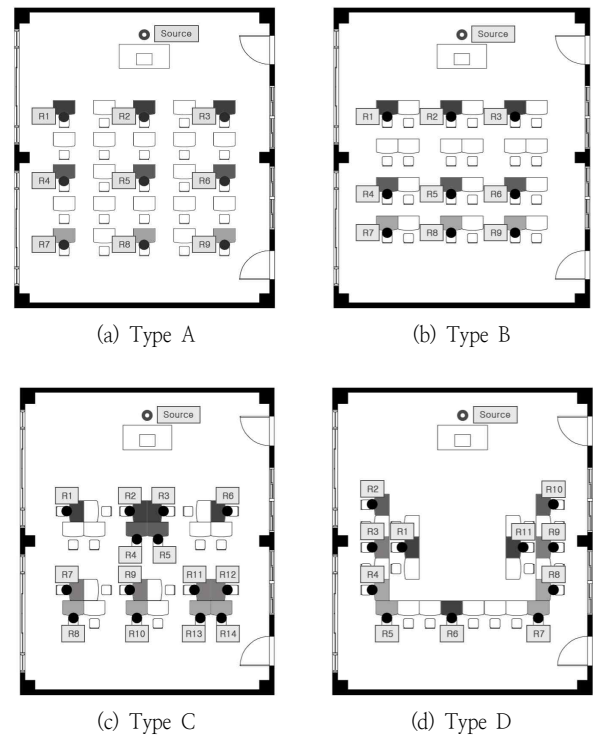 Source
R1 R2 R3
R4 R5 R6
R7 R8 R9
(a) Type A
Source
R1 R2 R3
R4 R5 R6
R7 R8 R9
(b) Type B
Source
R1 R2 R3 R6
R4 R5
R7 R9 R11 R12
R8 R10 R13 R14
(c) Type C
Source
R2 R10
R3 R1 R11 R9
R4 R8
R5 R6 R7
(d) Type D